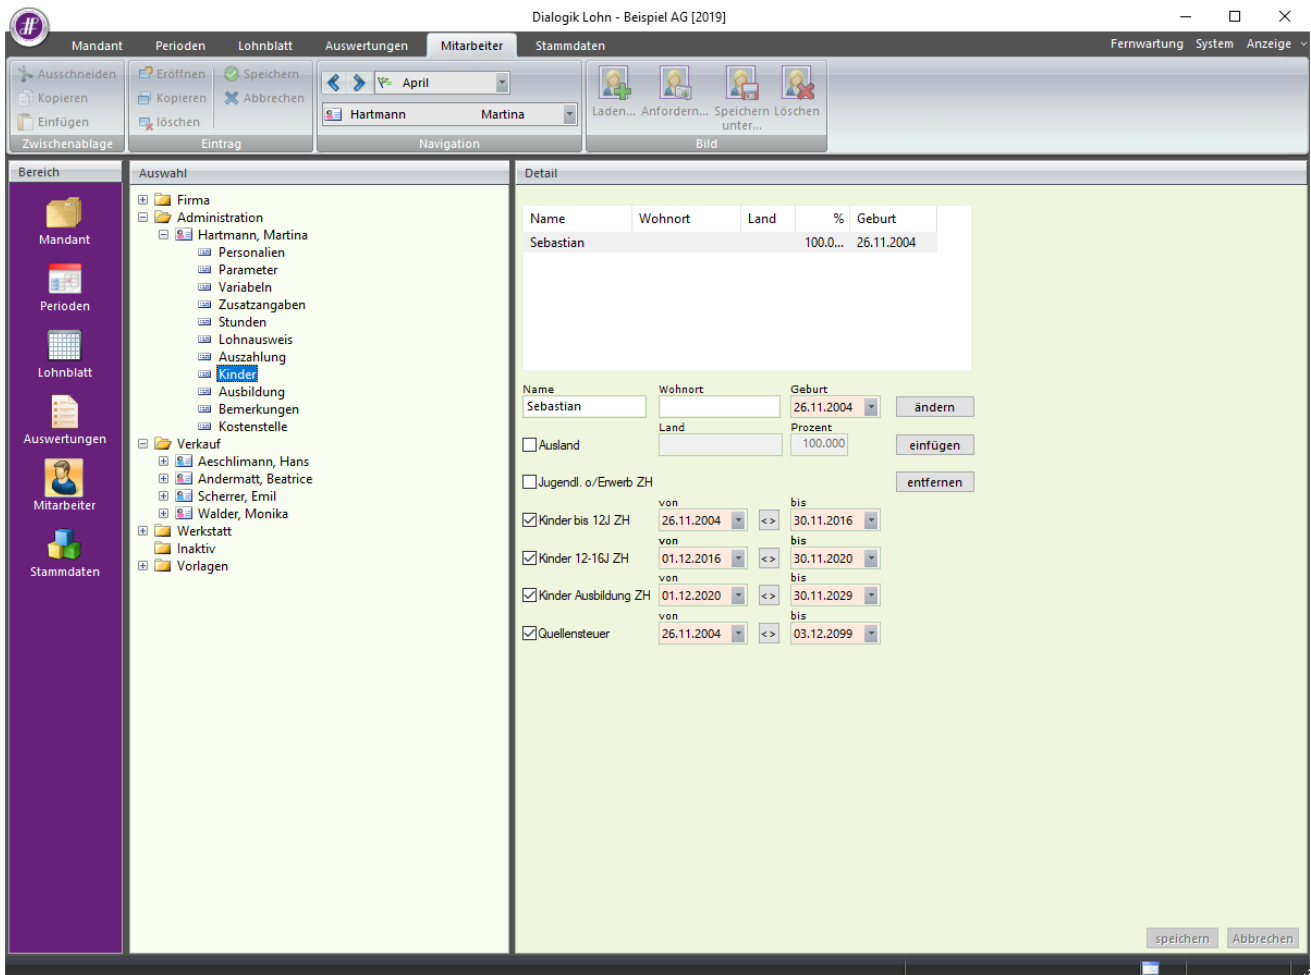 Dialogik Lohn - Beispiel AG [2019]
Mandant Perioden Lohnblatt Auswertungen Mitarbeiter Stammdaten Fernwartung System Anzeige
Ausschneiden
Kopieren
Einfügen
Zwischenablage
Eröffnen Speichern
Kopieren Abbrechen
löschen
Eintrag
April
Hartmann Martina
Navigation
Laden... Anfordern... Speichern unter... Löschen
Bild
Bereich
Mandant
Perioden
Lohnblatt
Auswertungen
Mitarbeiter
Stammdaten
Auswahl
Firma
Administration
Hartmann, Martina
Personalien
Parameter
Variabeln
Zusatzangaben
Stunden
Lohnausweis
Auszahlung
Kinder
Ausbildung
Bemerkungen
Kostenstelle
Verkauf
Aeschlimann, Hans
Andermatt, Beatrice
Scherrer, Emil
Walder, Monika
Werkstatt
Inaktiv
Vorlagen
Detail
Name Wohnort Land % Geburt
Sebastian 100.0... 26.11.2004
Name Wohnort Geburt
Sebastian 26.11.2004 ändern
Land Prozent
Ausland 100.000 einfügen
Jugendl. o/Erwerb ZH entfernen
von bis
Kinder bis 12J ZH 26.11.2004 <> 30.11.2016
von bis
Kinder 12-16J ZH 01.12.2016 <> 30.11.2020
von bis
Kinder Ausbildung ZH 01.12.2020 <> 30.11.2029
von bis
Quellensteuer 26.11.2004 <> 03.12.2099
speichern Abbrechen